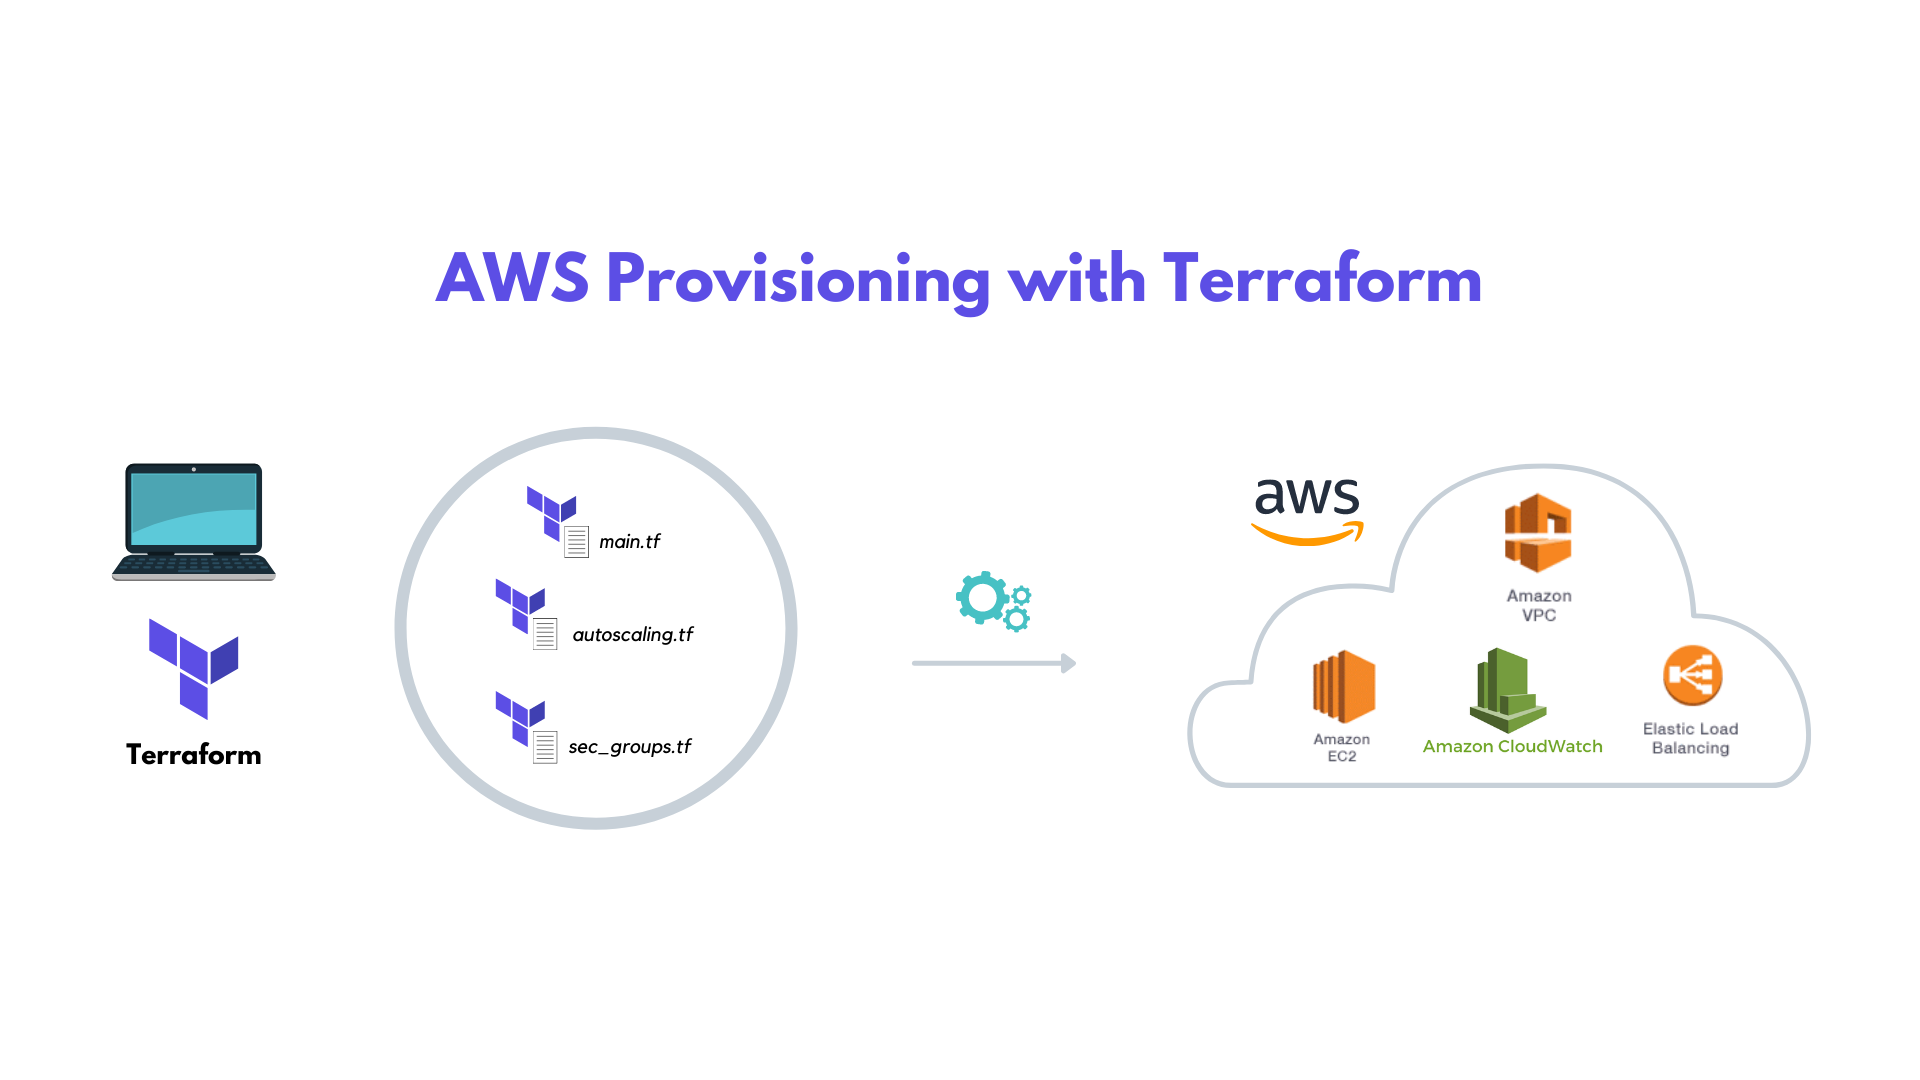 AWS Provisioning with Terraform
Terraform
main.tf
autoscaling.tf
sec_groups.tf
aws
Amazon
VPC
Amazon
EC2
Amazon CloudWatch
Elastic Load
Balancing